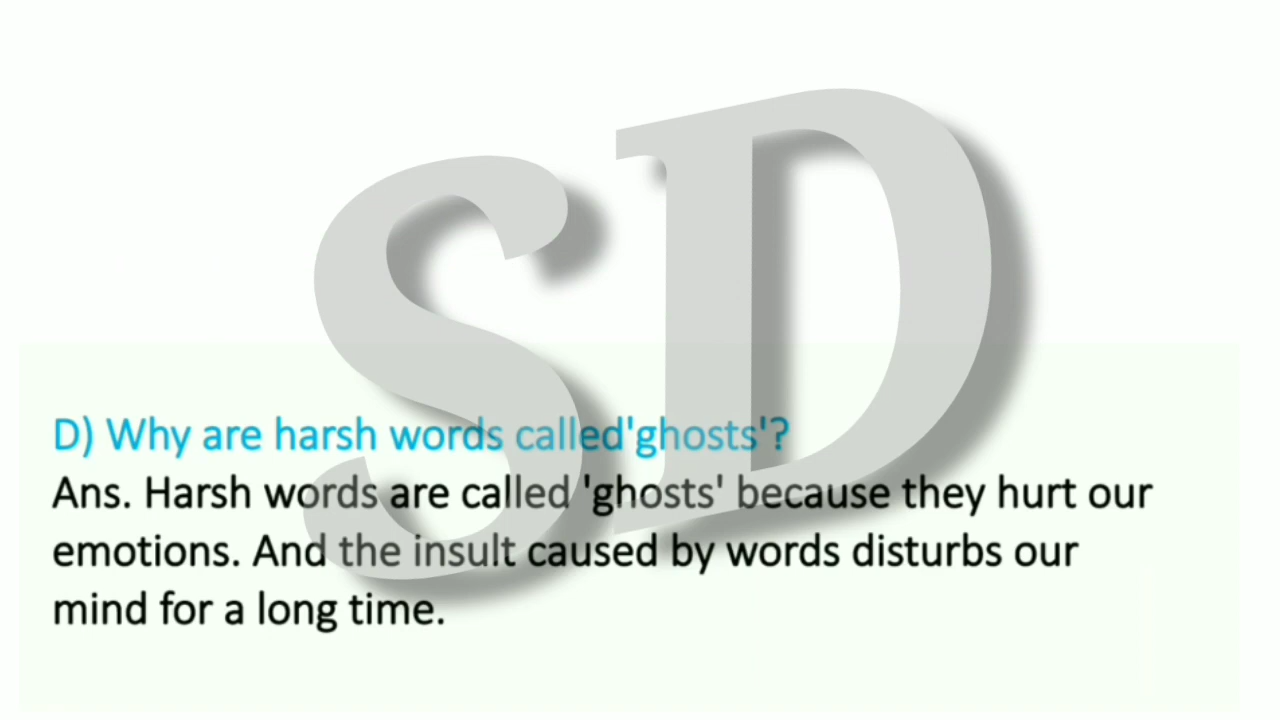 SD
D) Why are harsh words called'ghosts'?
Ans. Harsh words are called 'ghosts' because they hurt our
emotions. And the insult caused by words disturbs our
mind for a long time.